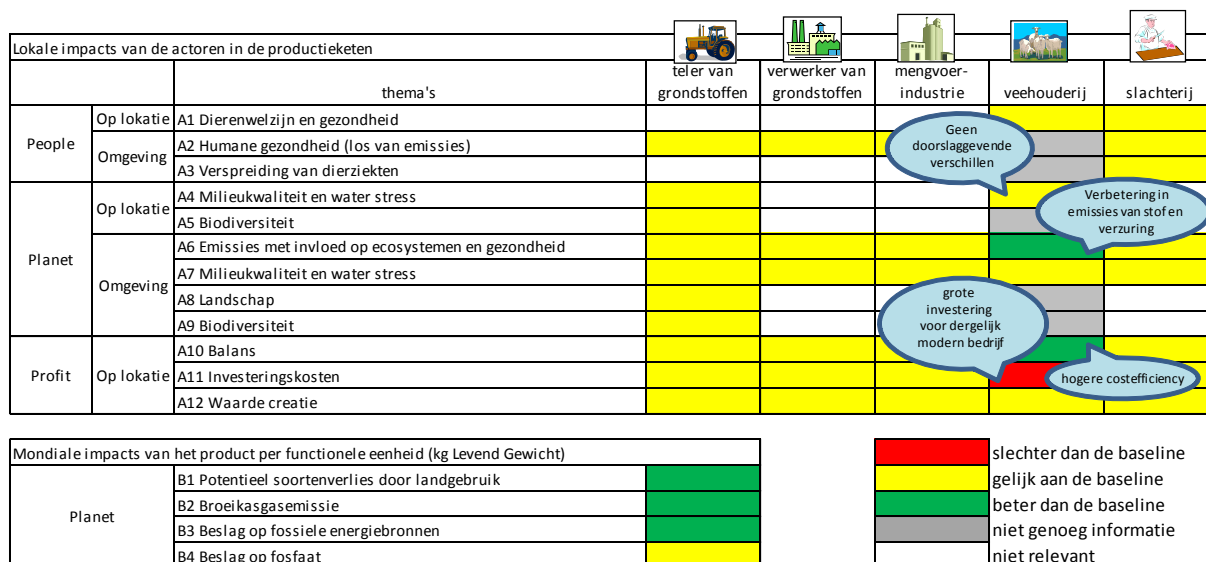 Lokale impacts van de actoren in de productieketen
thema's
teler van grondstoffen
verwerker van grondstoffen
mengvoer-industrie
veehouderij
slachterij
People
Op lokatie
A1 Dierenwelzijn en gezondheid
Omgeving
A2 Humane gezondheid (los van emissies)
A3 Verspreiding van dierziekten
Geen
doorslaggevende
verschillen
Planet
Op lokatie
A4 Milieukwaliteit en water stress
A5 Biodiversiteit
Verbetering in
emissies van stof en
verzuring
Omgeving
A6 Emissies met invloed op ecosystemen en gezondheid
A7 Milieukwaliteit en water stress
A8 Landschap
A9 Biodiversiteit
grote
investering
voor dergelijk
modern bedrijf
Profit
Op lokatie
A10 Balans
A11 Investeringskosten
A12 Waarde creatie
hogere costefficiency
Mondiale impacts van het product per functionele eenheid (kg Levend Gewicht)
Planet
B1 Potentieel soortenverlies door landgebruik
B2 Broeikasgasemissie
B3 Beslag op fossiele energiebronnen
B4 Beslag op fosfaat
slechter dan de baseline
gelijk aan de baseline
beter dan de baseline
niet genoeg informatie
niet relevant